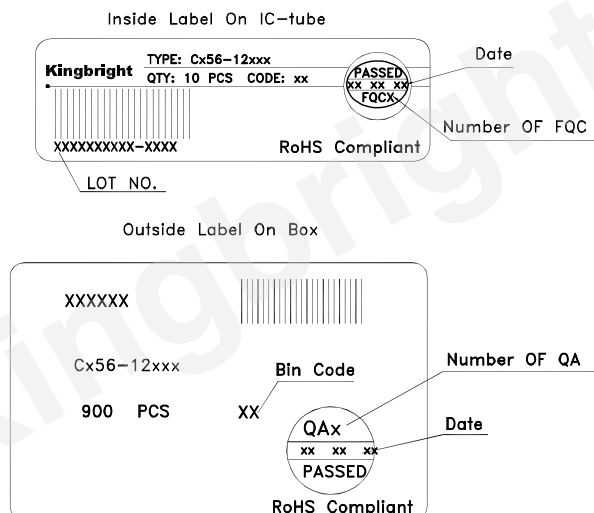 Inside Label On IC-tube
Date
Kingbright
TYPE: Cx56-12xxx
QTY: 10 PCS CODE: xx
PASSED
xx xx xx
FQCX
Number OF FQC
XXXXXXXXXX-XXXX
RoHS Compliant
LOT NO.
Outside Label On Box
XXXXXX
Cx56-12xxx
Bin Code
Number OF QA
900 PCS
XX
QAx
Date
xx xx xx
PASSED
RoHS Compliant
Kingbright